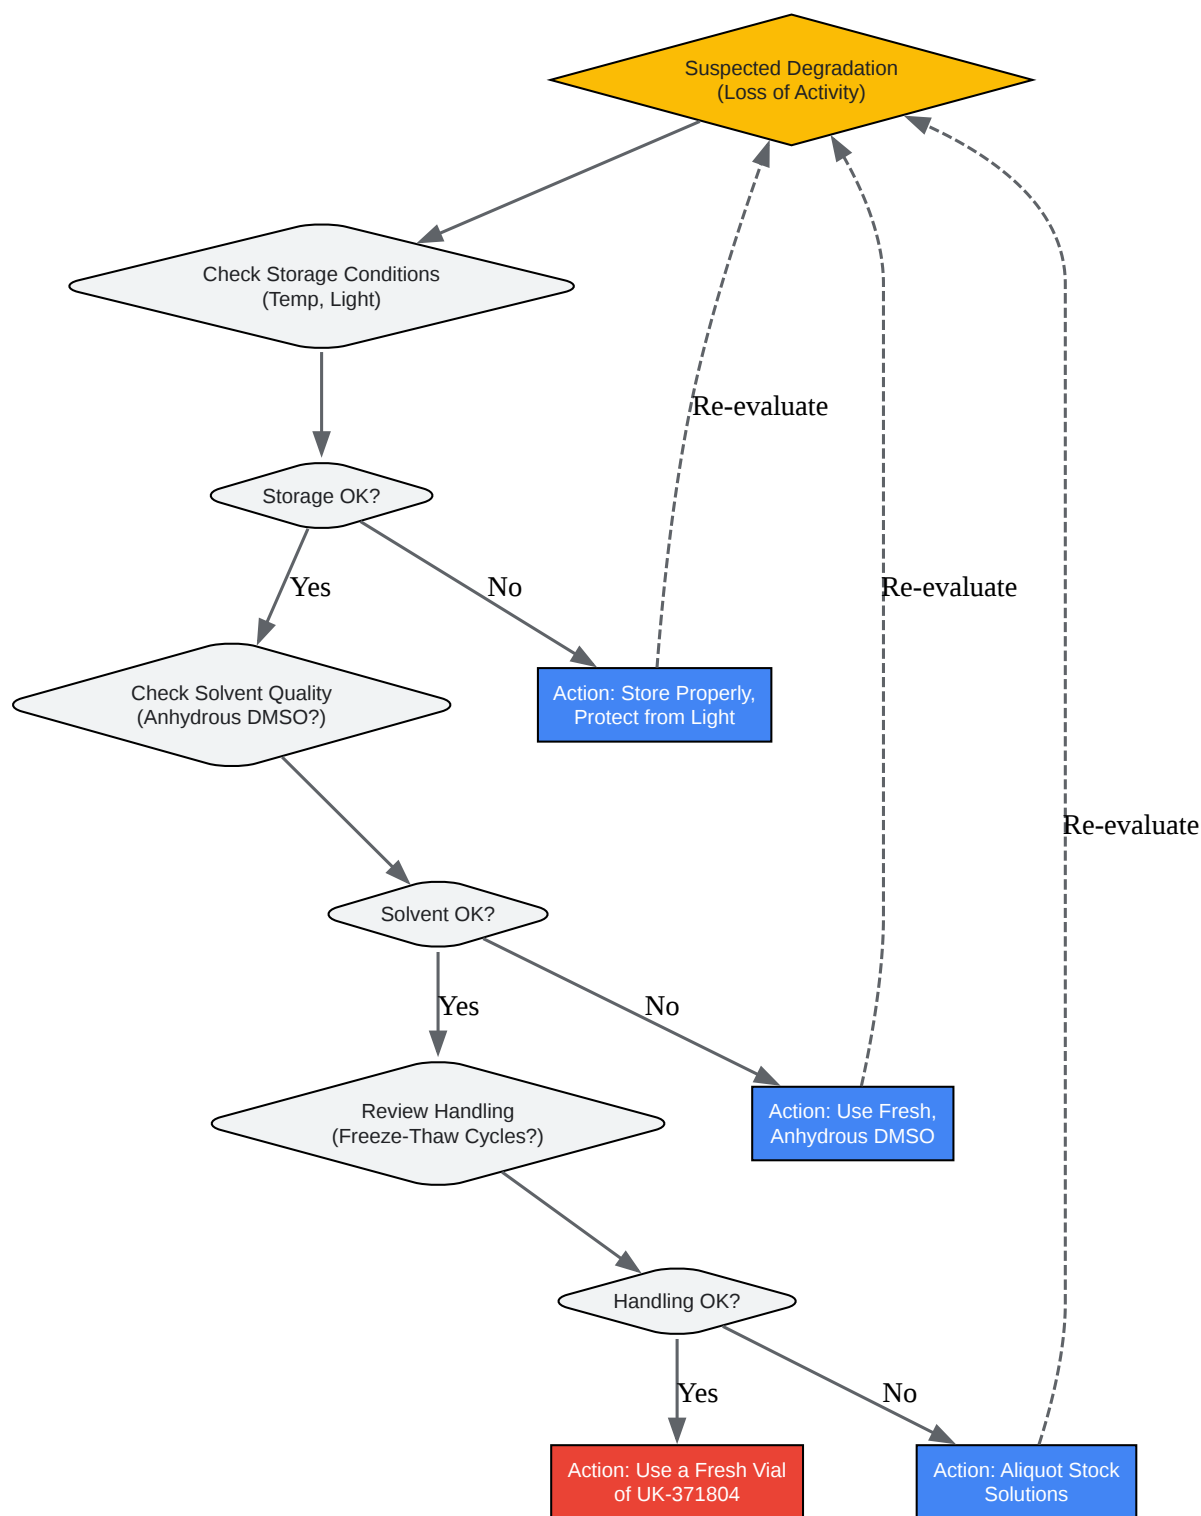 Suspected Degradation
(Loss of Activity)
Check Storage Conditions
(Temp, Light)
Re-evaluate
Storage OK?
Yes
No
Re-evaluate
Check Solvent Quality
(Anhydrous DMSO?)
Action: Store Properly,
Protect from Light
Re-evaluate
Solvent OK?
Yes
No
Review Handling
(Freeze-Thaw Cycles?)
Action: Use Fresh,
Anhydrous DMSO
Handling OK?
Yes
No
Action: Use a Fresh Vial
of UK-371804
Action: Aliquot Stock
Solutions